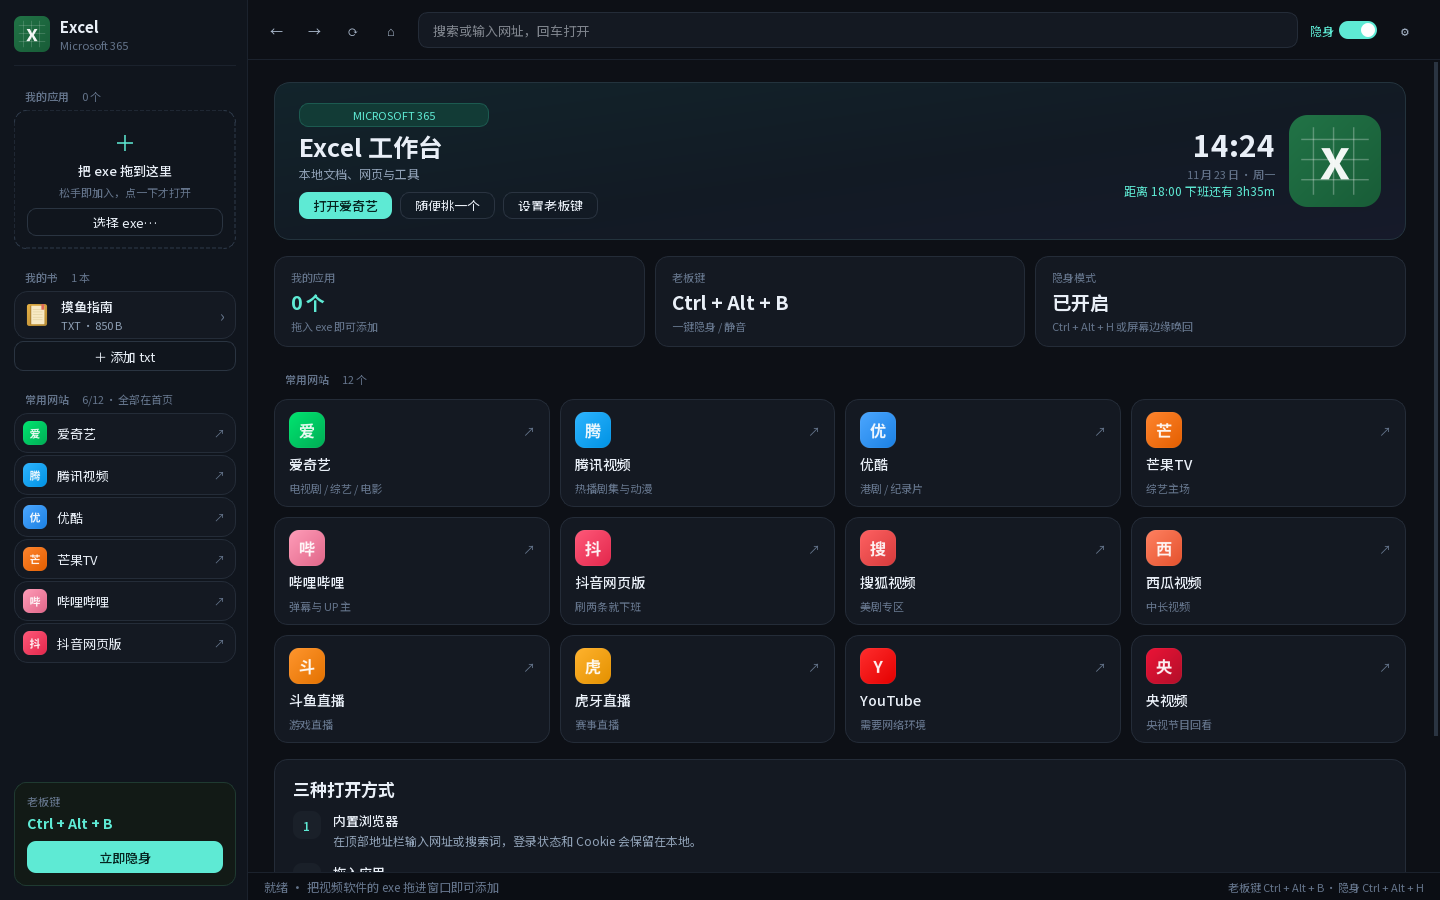 X
Excel
Microsoft 365
我的应用 0 个
把 exe 拖到这里
松手即加入，点一下才打开
选择 exe…
我的书 1 本
摸鱼指南
TXT · 850 B
＋ 添加 txt
常用网站 6/12 · 全部在首页
爱 爱奇艺
腾 腾讯视频
优 优酷
芒 芒果TV
哔 哔哩哔哩
抖 抖音网页版
老板键
Ctrl + Alt + B
立即隐身
搜索或输入网址，回车打开
隐身
MICROSOFT 365
Excel 工作台
本地文档、网页与工具
打开爱奇艺 随便挑一个 设置老板键
14:24
11月23日 · 周一
距离 18:00 下班还有 3h35m
X
我的应用
0 个
拖入 exe 即可添加
老板键
Ctrl + Alt + B
一键隐身 / 静音
隐身模式
已开启
Ctrl + Alt + H 或屏幕边缘唤回
常用网站 12 个
爱
爱奇艺
电视剧 / 综艺 / 电影
腾
腾讯视频
热播剧集与动漫
优
优酷
港剧 / 纪录片
芒
芒果TV
综艺主场
哔
哔哩哔哩
弹幕与 UP 主
抖
抖音网页版
刷两条就下班
搜
搜狐视频
美剧专区
西
西瓜视频
中长视频
斗
斗鱼直播
游戏直播
虎
虎牙直播
赛事直播
Y
YouTube
需要网络环境
央
央视频
央视节目回看
三种打开方式
1 内置浏览器
在顶部地址栏输入网址或搜索词，登录状态和 Cookie 会保留在本地。
拖入应用
就绪 · 把视频软件的 exe 拖进窗口即可添加
老板键 Ctrl + Alt + B · 隐身 Ctrl + Alt + H